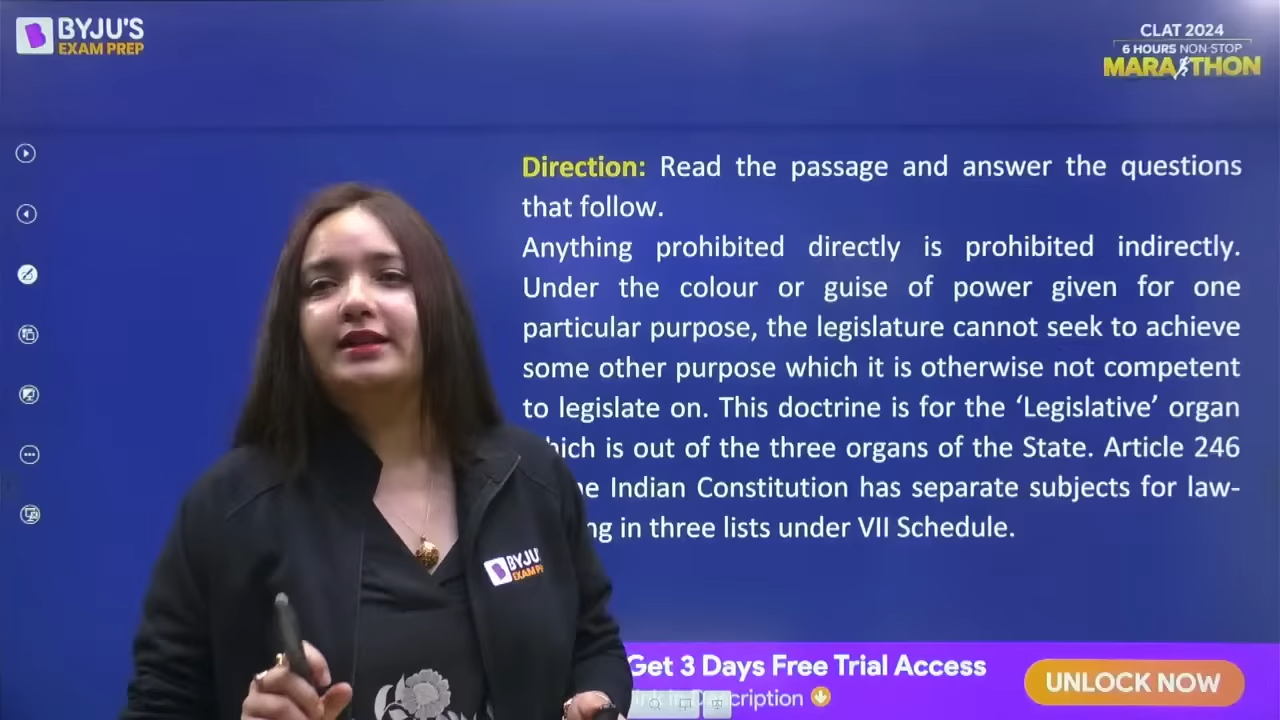 BYJU'S
EXAM PREP
CLAT 2024
6 HOURS NON-STOP
MARATHON
Direction: Read the passage and answer the questions
that follow.
Anything prohibited directly is prohibited indirectly.
Under the colour or guise of power given for one
particular purpose, the legislature cannot seek to achieve
some other purpose which it is otherwise not competent
to legislate on. This doctrine is for the ‘Legislative’ organ
is out of the three organs of the State. Article 246
Indian Constitution has separate subjects for law-
in three lists under VII Schedule.
BYJU'
EXAM P
Get 3 Days Free Trial Access
UNLOCK NOW